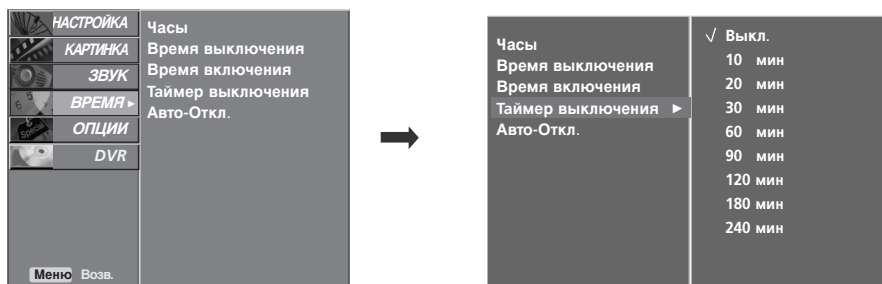 НАСТРОЙКА
КАРТИНКА
ЗВУК
ВРЕМЯ ►
ОПЦИИ
DVR
Меню Возв.
Часы
Время выключения
Время включения
Таймер выключения
Авто-Откл.
Часы
Время выключения
Время включения
Таймер выключения ►
Авто-Откл.
√ Выкл.
10 мин
20 мин
30 мин
60 мин
90 мин
120 мин
180 мин
240 мин